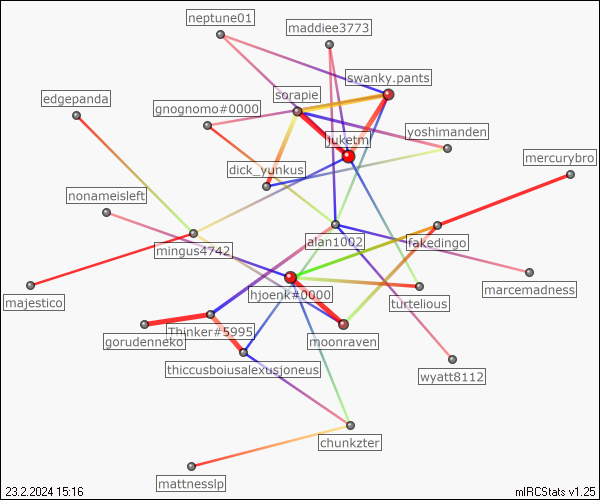 neptune01
maddiee3773
swanky.pants
edgepanda
sorapie
gnognomo#0000
yoshimanden
juketm
mercurybro
dick_yunkus
nonameisleft
alan1002
fakedingo
mingus4742
majestico
hjoenk#0000
turtelious
marcemadness
Thinker#5995
gorudenneko
moonraven
thiccusboiusalexusjoneus
wyatt8112
chunkzter
mattnesslp
23.2.2024 15:16
mIRCStats v1.25